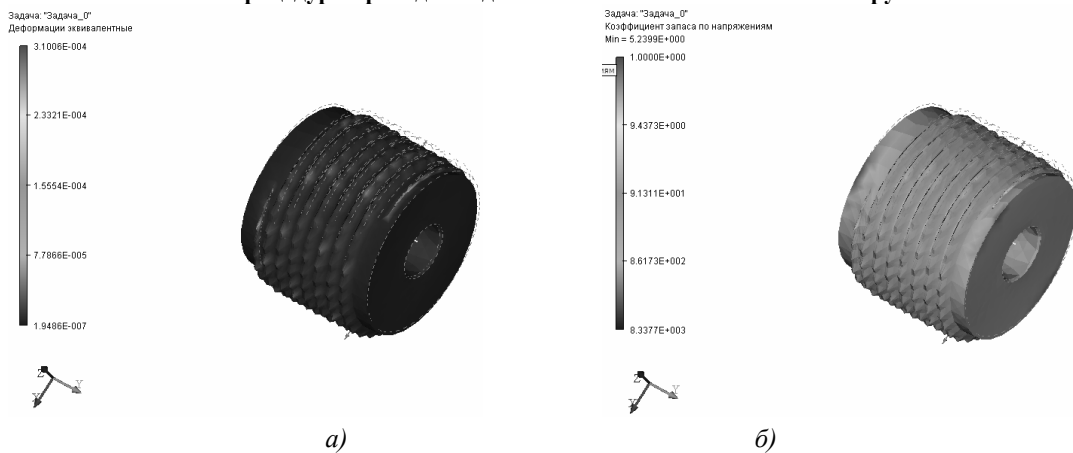 Задача: "Задача_0"
Деформации эквивалентные
3.1006E-004
2.3321E-004
1.5554E-004
7.7866E-005
1.9486E-007
Z
Y
X
а)
Задача: "Задача_0"
Коэффициент запаса по напряжениям
Min = 5.2399E+000
1.0000E+000
9.4373E+000
9.1311E+001
8.6173E+002
8.3377E+003
Z
Y
X
б)